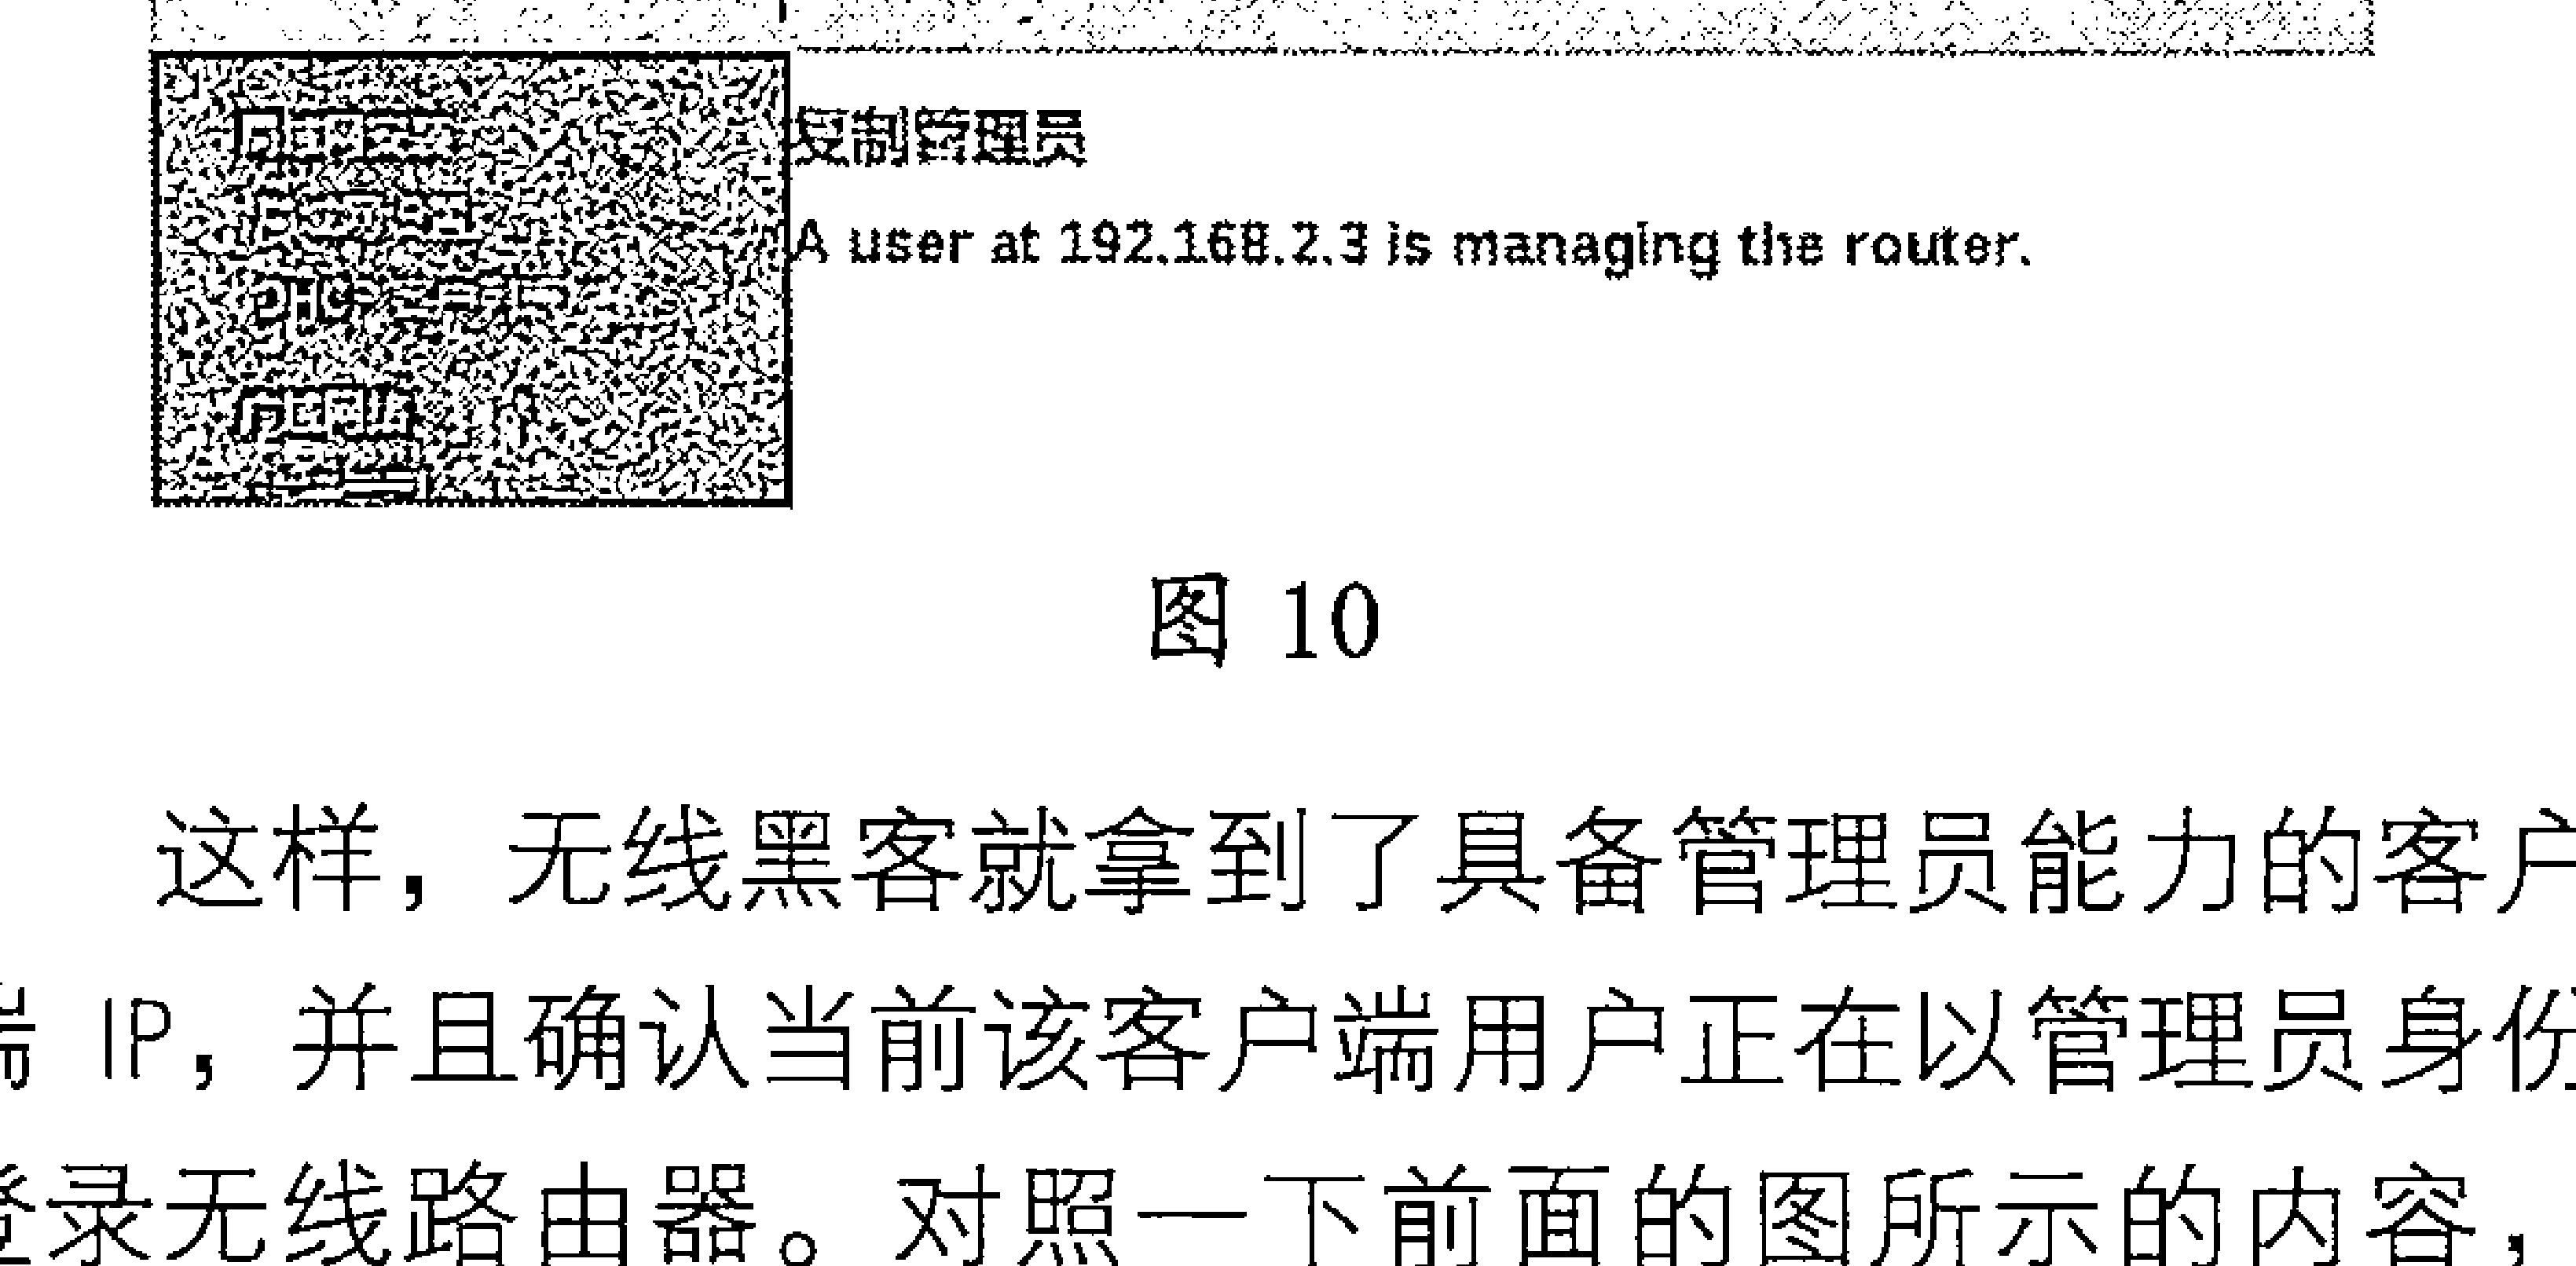 复制管理员
A user at 192.168.2.3 is managing the router.
图 10
这样，无线黑客就拿到了具备管理员能力的客户
端 IP，并且确认当前该客户端用户正在以管理员身份
登录无线路由器。对照一下前面的图所示的内容，